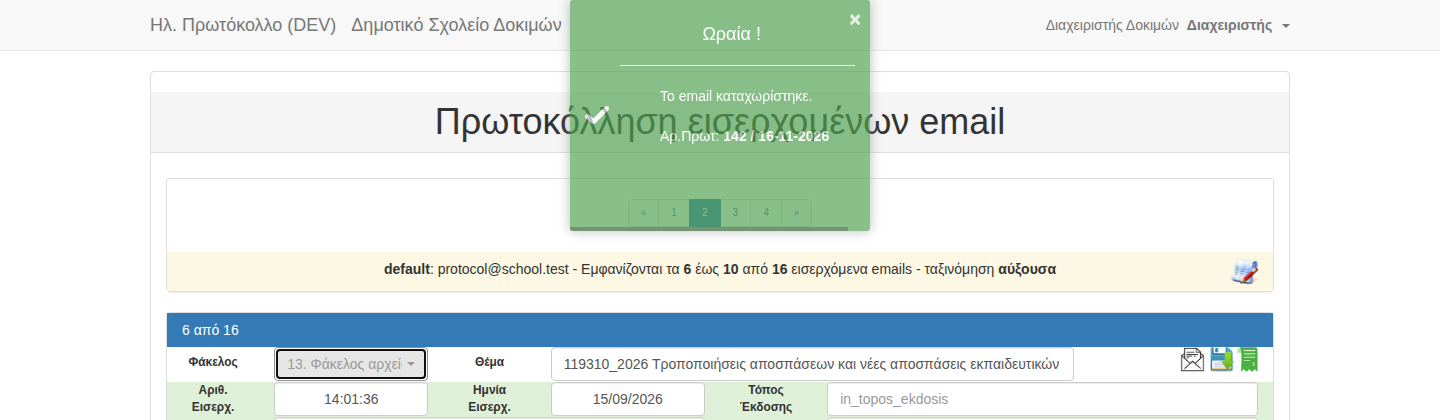 Ηλ. Πρωτόκολλο (DEV) Δημοτικό Σχολείο Δοκιμών Διαχειριστής Δοκιμών Διαχειριστής
×
Ωραία !
Το email καταχωρίστηκε.
Πρωτοκόλληση εισερχομένων email
Αρ.Πρωτ: 142 / 16-11-2026
« 1 2 3 4 »
default: protocol@school.test - Εμφανίζονται τα 6 έως 10 από 16 εισερχόμενα emails - ταξινόμηση αύξουσα
6 από 16
Φάκελος 13. Φάκελος αρχεί Θέμα 119310_2026 Τροποποιήσεις αποσπάσεων και νέες αποσπάσεις εκπαιδευτικών
Αριθ. Εισερχ. 14:01:36 Ημνία Εισερχ. 15/09/2026 Τόπος Έκδοσης in_topos_ekdosis